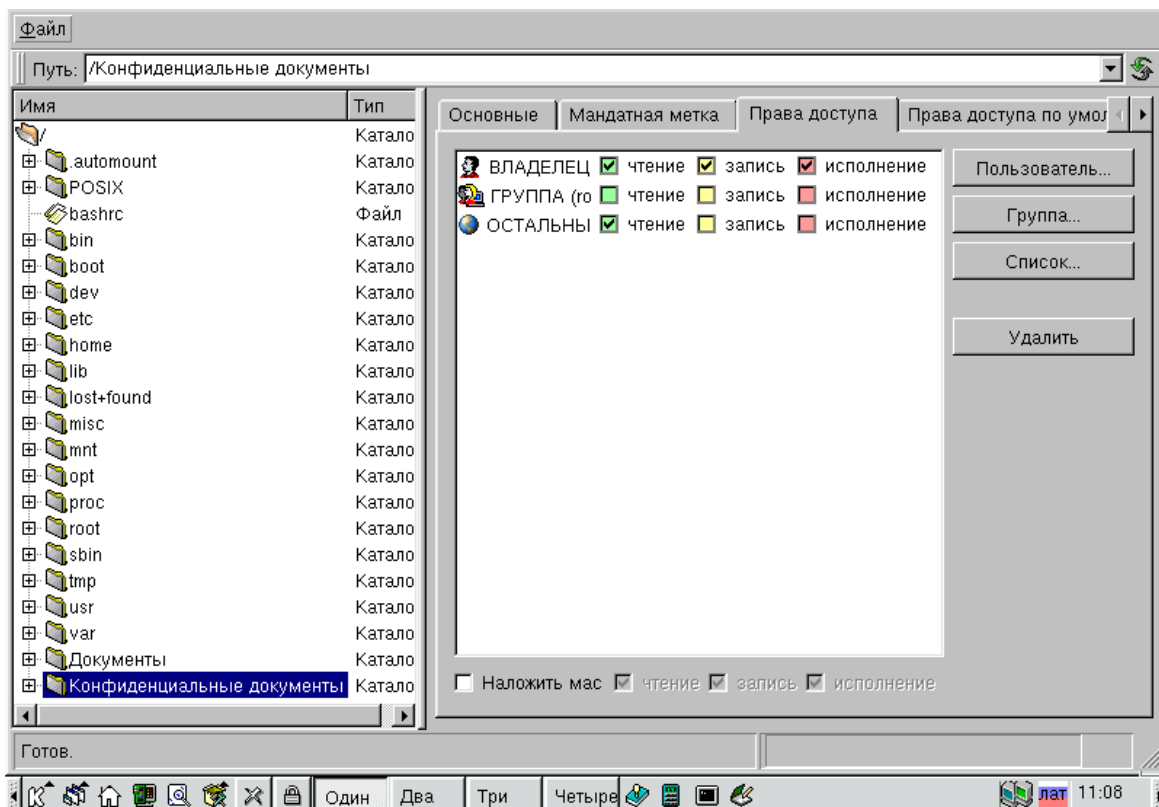 Файл
Путь: /Конфиденциальные документы
Имя Тип
Основные Мандатная метка Права доступа Права доступа по умол
/ Катало
.automount Катало
POSIX Катало
bashrc Файл
bin Катало
boot Катало
dev Катало
etc Катало
home Катало
lib Катало
lost+found Катало
misc Катало
mnt Катало
opt Катало
proc Катало
root Катало
sbin Катало
tmp Катало
usr Катало
var Катало
Документы Катало
Конфиденциальные документы Катало
ВЛАДЕЛЕЦ чтение запись исполнение
ГРУППА (ro чтение запись исполнение
ОСТАЛЬНЫ чтение запись исполнение
Пользователь...
Группа...
Список...
Удалить
Наложить мас чтение запись исполнение
Готов.
Один Два Три Четыре лат 11:08